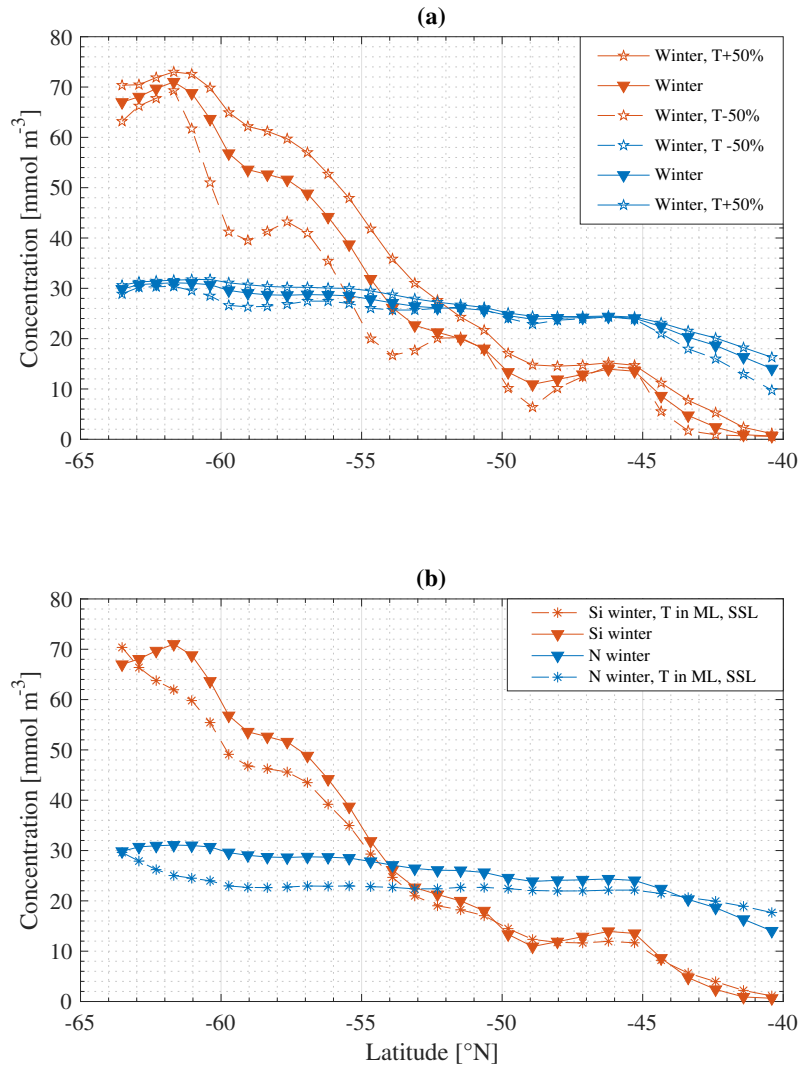 (a)
80
70
60
50
40
30
20
10
0
Concentration [mmol m⁻³]
-65
-60
-55
-50
-45
-40
Winter, T+50%
Winter
Winter, T-50%
Winter, T -50%
Winter
Winter, T+50%
(b)
80
70
60
50
40
30
20
10
0
Concentration [mmol m⁻³]
-65
-60
-55
-50
-45
-40
Latitude [°N]
Si winter, T in ML, SSL
Si winter
N winter
N winter, T in ML, SSL